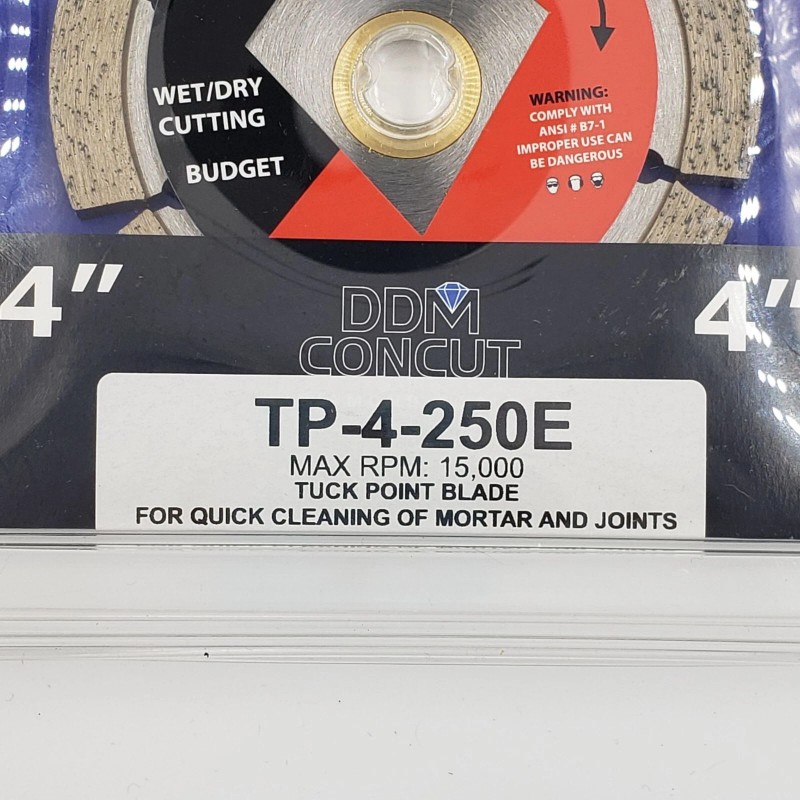 WET/DRY
CUTTING
BUDGET
WARNING:
COMPLY WITH
ANSI # B7-1
IMPROPER USE CAN
BE DANGEROUS
4"
4"
DDM
CONCUT
TP-4-250E
MAX RPM: 15,000
TUCK POINT BLADE
FOR QUICK CLEANING OF MORTAR AND JOINTS